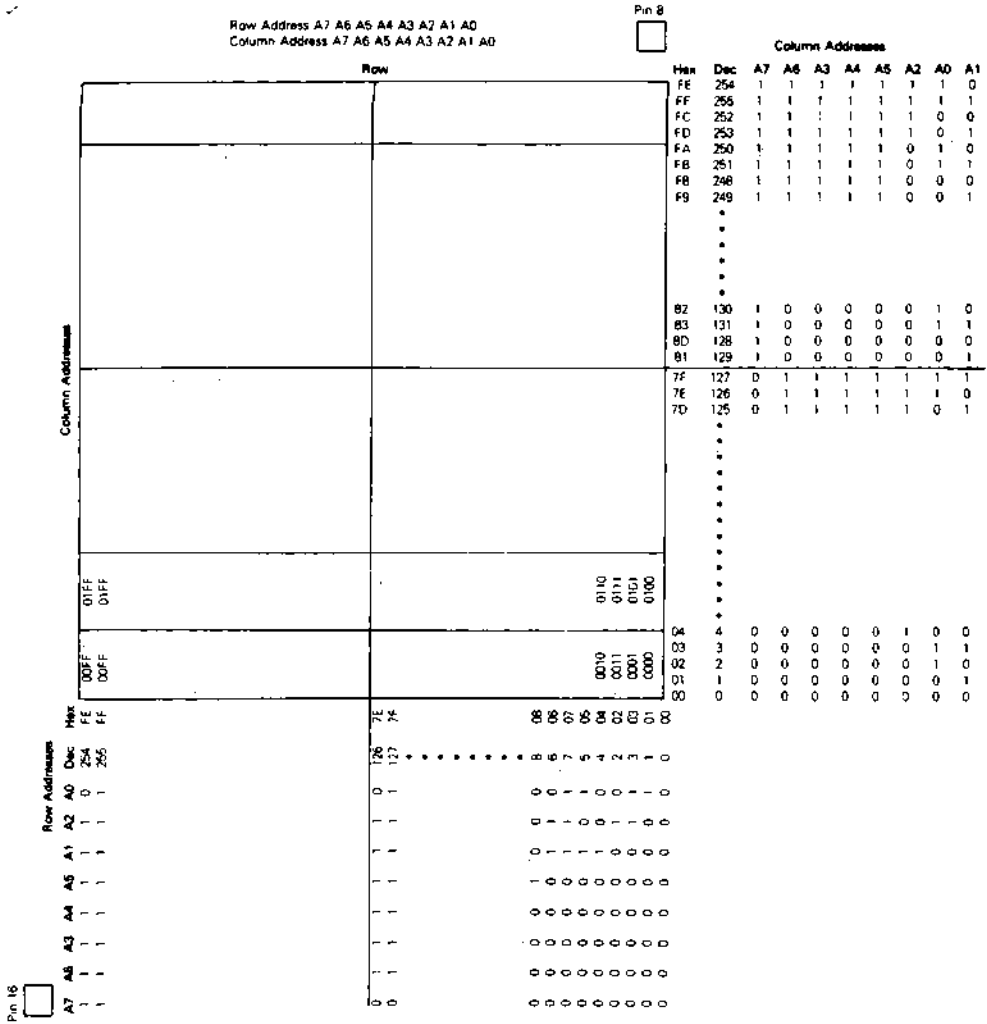 Pin 8
Row Address A7 A6 A5 A4 A3 A2 A1 A0
Column Address A7 A6 A5 A4 A3 A2 A1 A0
Column Addresses
Row
Hex Dec A7 A6 A3 A4 A5 A2 A0 A1
FE 254 1 1 1 1 1 1 1 0
FF 255 1 1 1 1 1 1 1 1
FC 252 1 1 1 1 1 1 0 0
FD 253 1 1 1 1 1 1 0 1
FA 250 1 1 1 1 1 0 1 0
FB 251 1 1 1 1 1 0 1 1
F8 248 1 1 1 1 1 0 0 0
F9 249 1 1 1 1 1 0 0 1
82 130 1 0 0 0 0 0 1 0
83 131 1 0 0 0 0 0 1 1
80 128 1 0 0 0 0 0 0 0
81 129 1 0 0 0 0 0 0 1
7F 127 0 1 1 1 1 1 1 1
7E 126 0 1 1 1 1 1 1 0
7D 125 0 1 1 1 1 1 0 1
04 4 0 0 0 0 0 1 0 0
03 3 0 0 0 0 0 0 1 1
02 2 0 0 0 0 0 0 1 0
01 1 0 0 0 0 0 0 0 1
00 0 0 0 0 0 0 0 0 0
Column Addresses
01FF
01FF
0110
0111
0101
0100
00FF
00FF
0010
0011
0001
0000
Row Addresses
Hex FE FF 7E 7F 08 06 07 05 04 02 03 01 00
Dec 254 255 126 127 8 6 7 5 4 2 3 1 0
A0 0 1 0 1 0 0 1 1 0 0 1 1 0
A2 1 1 1 1 0 1 1 0 0 1 1 0 0
A1 1 1 1 1 0 1 1 1 1 0 0 0 0
A5 1 1 1 1 1 0 0 0 0 0 0 0 0
A4 1 1 1 1 0 0 0 0 0 0 0 0 0
A3 1 1 1 1 0 0 0 0 0 0 0 0 0
A6 1 1 1 1 0 0 0 0 0 0 0 0 0
A7 1 1 0 0 0 0 0 0 0 0 0 0 0
Pin 16